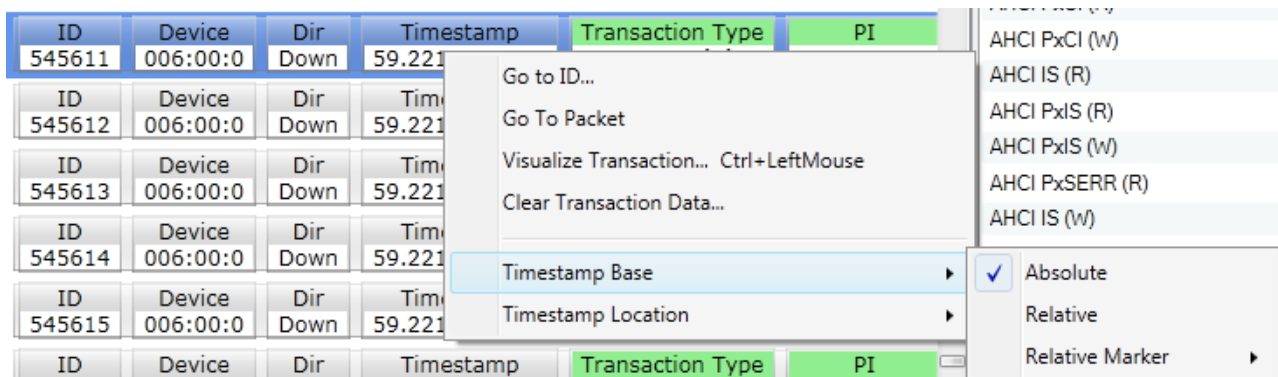 ID Device Dir Timestamp Transaction Type PI
545611 006:00:0 Down 59.221
ID Device Dir
545612 006:00:0 Down 59.221
ID Device Dir
545613 006:00:0 Down 59.221
ID Device Dir
545614 006:00:0 Down 59.221
ID Device Dir
545615 006:00:0 Down 59.221
ID Device Dir Timestamp Transaction Type PI
Go to ID...
Go To Packet
Visualize Transaction... Ctrl+LeftMouse
Clear Transaction Data...
Timestamp Base
Timestamp Location
AHCI PxCI (W)
AHCI IS (R)
AHCI PxIS (R)
AHCI PxIS (W)
AHCI PxSERR (R)
AHCI IS (W)
Absolute
Relative
Relative Marker